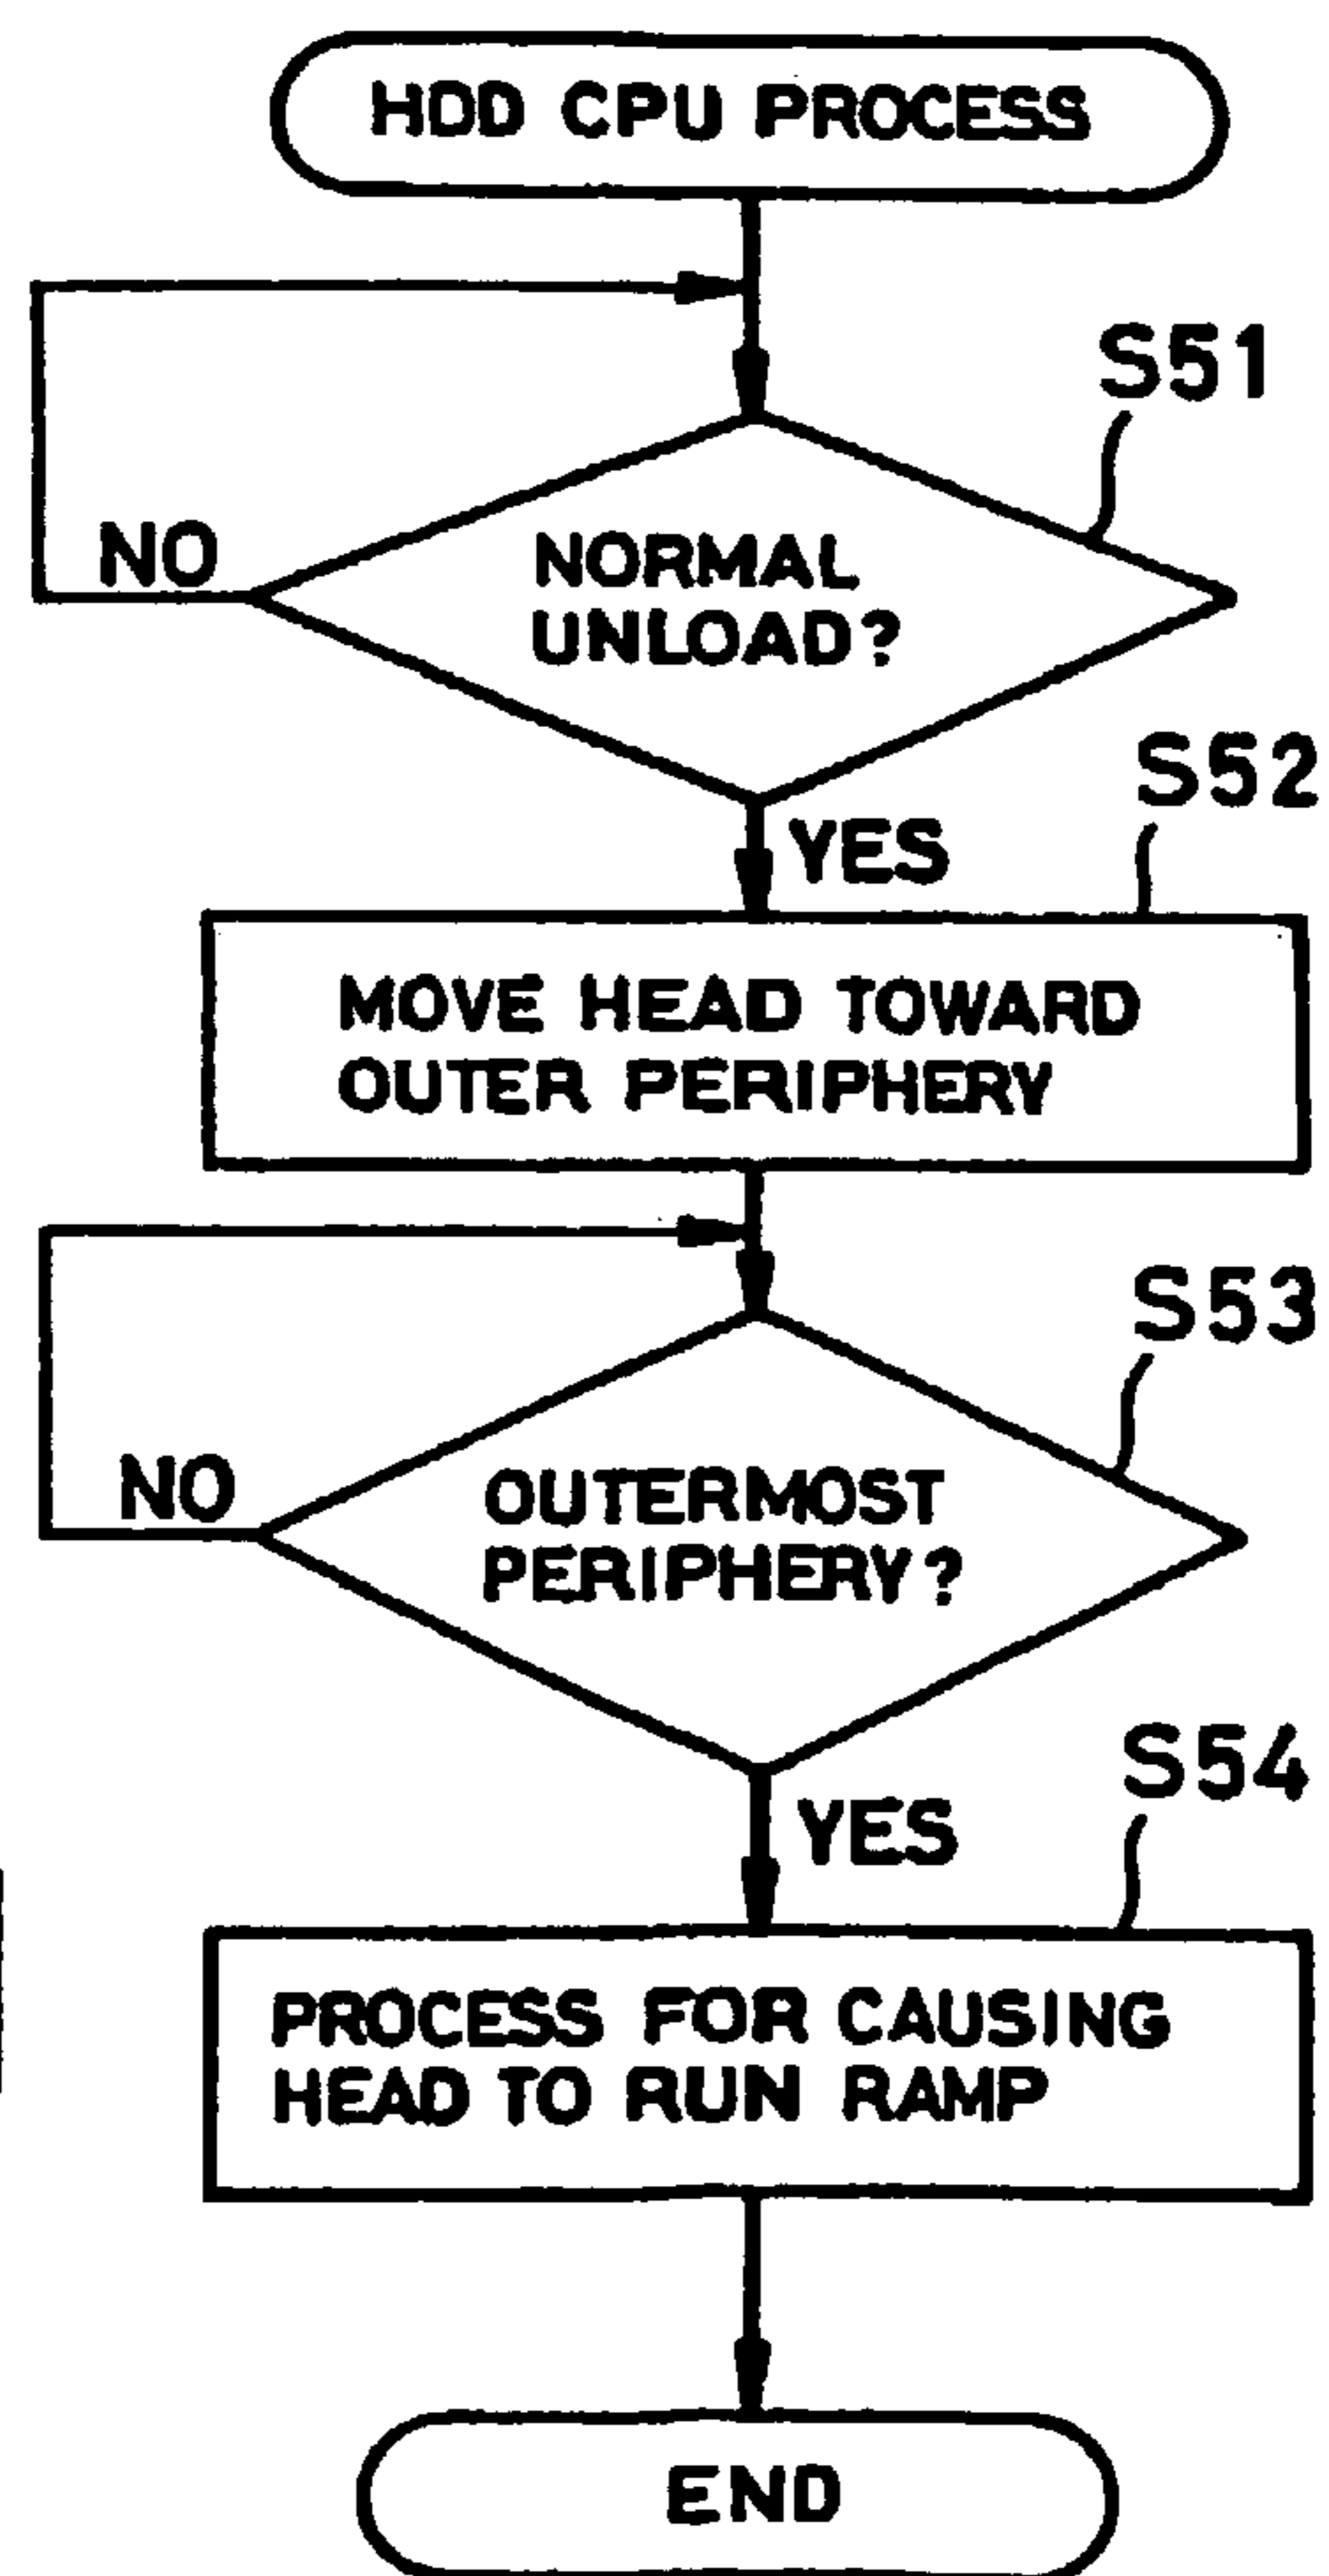 HDD CPU PROCESS
S51
NO
NORMAL
UNLOAD?
S52
YES
MOVE HEAD TOWARD
OUTER PERIPHERY
S53
NO
OUTERMOST
PERIPHERY?
S54
YES
PROCESS FOR CAUSING
HEAD TO RUN RAMP
END